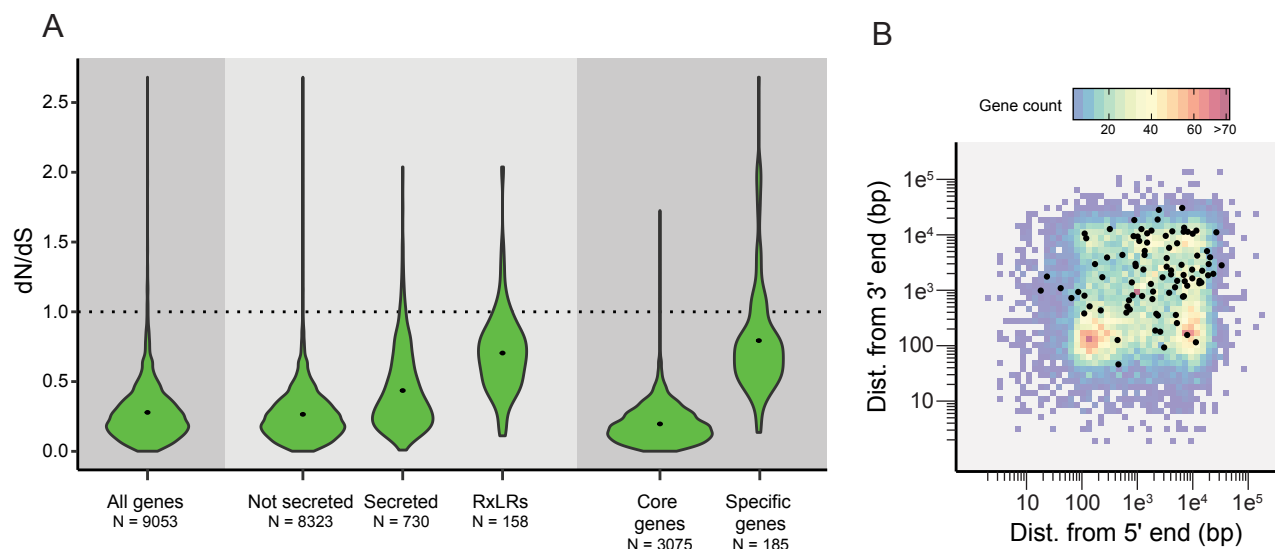 A
dN/dS
2.5
2.0
1.5
1.0
0.5
0.0
All genes
N = 9053
Not secreted
N = 8323
Secreted
N = 730
RxLRs
N = 158
Core
genes
N = 3075
Specific
genes
N = 185
B
Gene count
20 40 60 >70
Dist. from 3' end (bp)
1e⁵
1e⁴
1e³
100
10
10 100 1e³ 1e⁴ 1e⁵
Dist. from 5' end (bp)